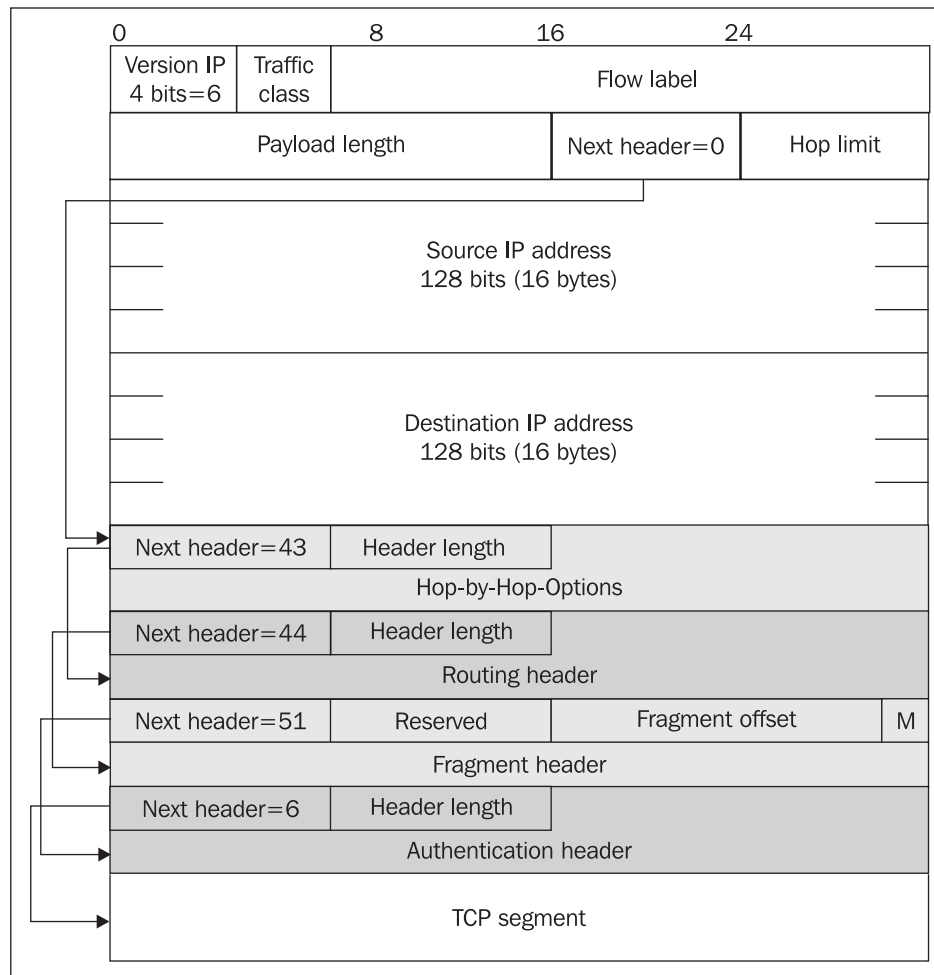 0 8 16 24
Version IP Traffic
4 bits=6 class
Flow label
Payload length Next header=0 Hop limit
Source IP address
128 bits (16 bytes)
Destination IP address
128 bits (16 bytes)
Next header=43 Header length
Hop-by-Hop-Options
Next header=44 Header length
Routing header
Next header=51 Reserved Fragment offset M
Fragment header
Next header=6 Header length
Authentication header
TCP segment